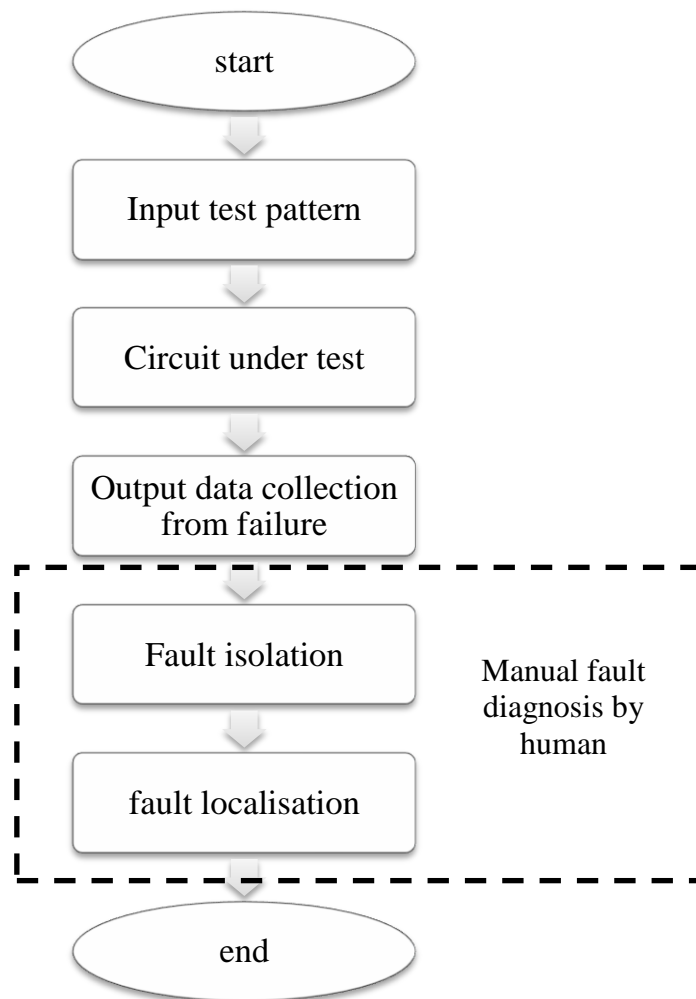 start
Input test pattern
Circuit under test
Output data collection
from failure
Fault isolation
Manual fault
diagnosis by
human
fault localisation
end